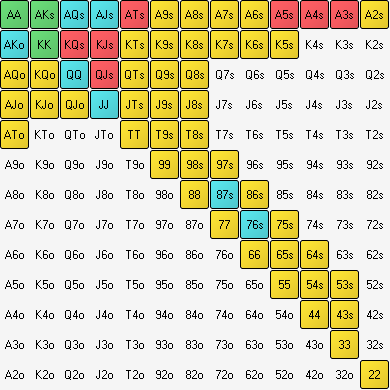 AA AKs AQs AJs ATs A9s A8s A7s A6s A5s A4s A3s A2s
AKo KK KQs KJs KTs K9s K8s K7s K6s K5s K4s K3s K2s
AQo KQo QQ QJs QTs Q9s Q8s Q7s Q6s Q5s Q4s Q3s Q2s
AJo KJo QJo JJ JTs J9s J8s J7s J6s J5s J4s J3s J2s
ATo KTo QTo JTo TT T9s T8s T7s T6s T5s T4s T3s T2s
A9o K9o Q9o J9o T9o 99 98s 97s 96s 95s 94s 93s 92s
A8o K8o Q8o J8o T8o 98o 88 87s 86s 85s 84s 83s 82s
A7o K7o Q7o J7o T7o 97o 87o 77 76s 75s 74s 73s 72s
A6o K6o Q6o J6o T6o 96o 86o 76o 66 65s 64s 63s 62s
A5o K5o Q5o J5o T5o 95o 85o 75o 65o 55 54s 53s 52s
A4o K4o Q4o J4o T4o 94o 84o 74o 64o 54o 44 43s 42s
A3o K3o Q3o J3o T3o 93o 83o 73o 63o 53o 43o 33 32s
A2o K2o Q2o J2o T2o 92o 82o 72o 62o 52o 42o 32o 22